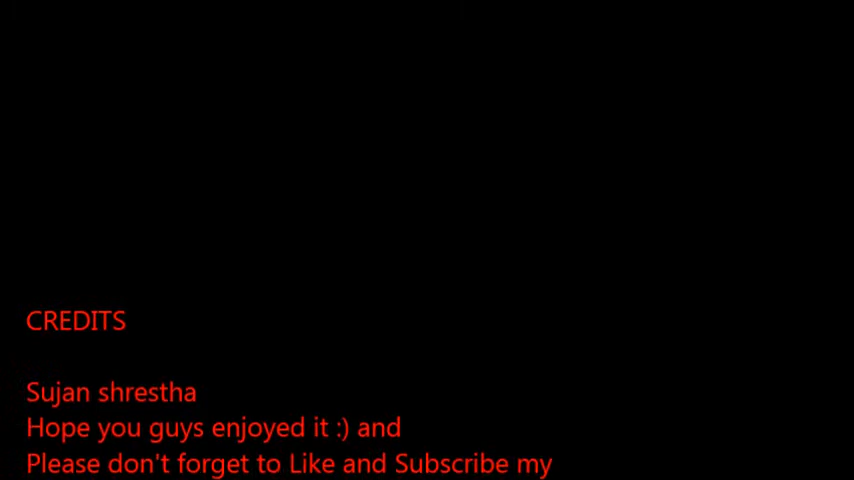 CREDITS
Sujan shrestha
Hope you guys enjoyed it :) and
Please don't forget to Like and Subscribe my